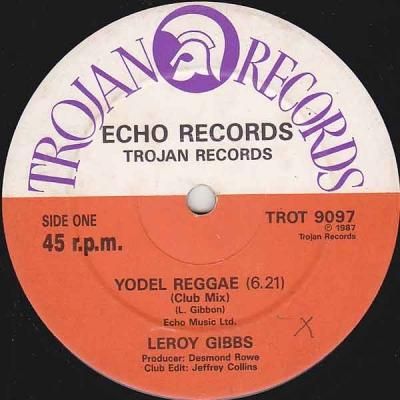 TROJAN RECORDS
ECHO RECORDS
TROJAN RECORDS
SIDE ONE
45 r.p.m.
TROT 9097
℗ 1987
Trojan Records
YODEL REGGAE (6.21)
(Club Mix)
(L. Gibbon)
Echo Music Ltd.
X
LEROY GIBBS
Producer: Desmond Rowe
Club Edit: Jeffrey Collins